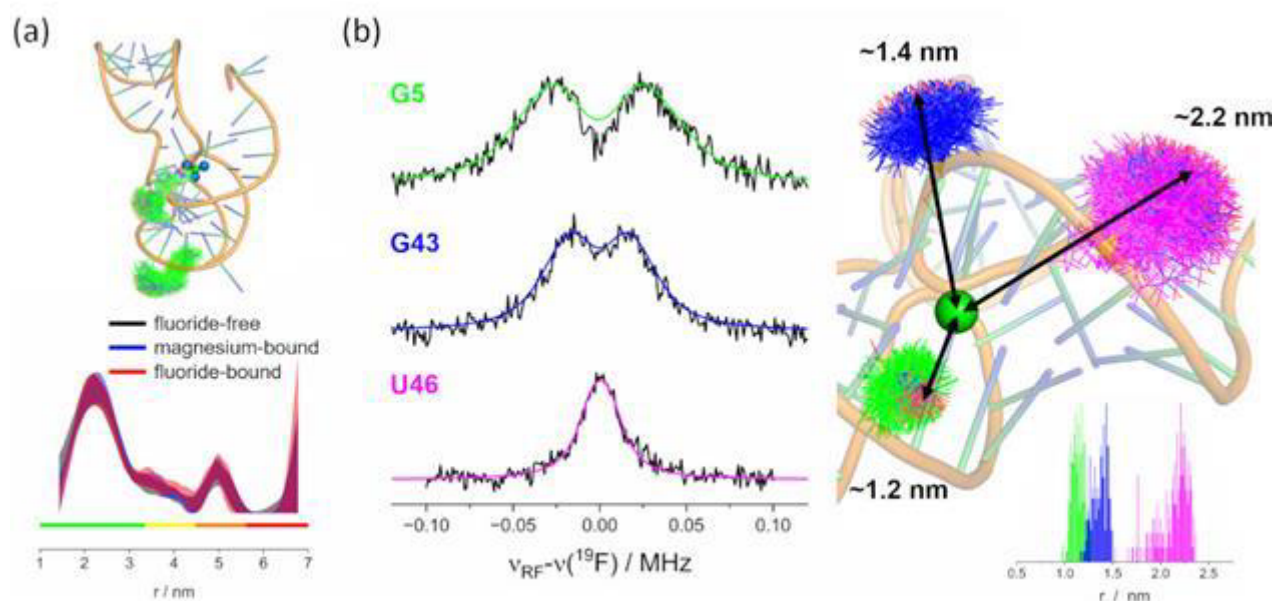 (a)
fluoride-free
magnesium-bound
fluoride-bound
1 2 3 4 5 6 7
r / nm
(b)
G5
G43
U46
−0.10 −0.05 0.00 0.05 0.10
νRF-ν(¹⁹F) / MHz
~1.4 nm
~2.2 nm
~1.2 nm
0.5 1.0 1.5 2.0 2.5
r / nm